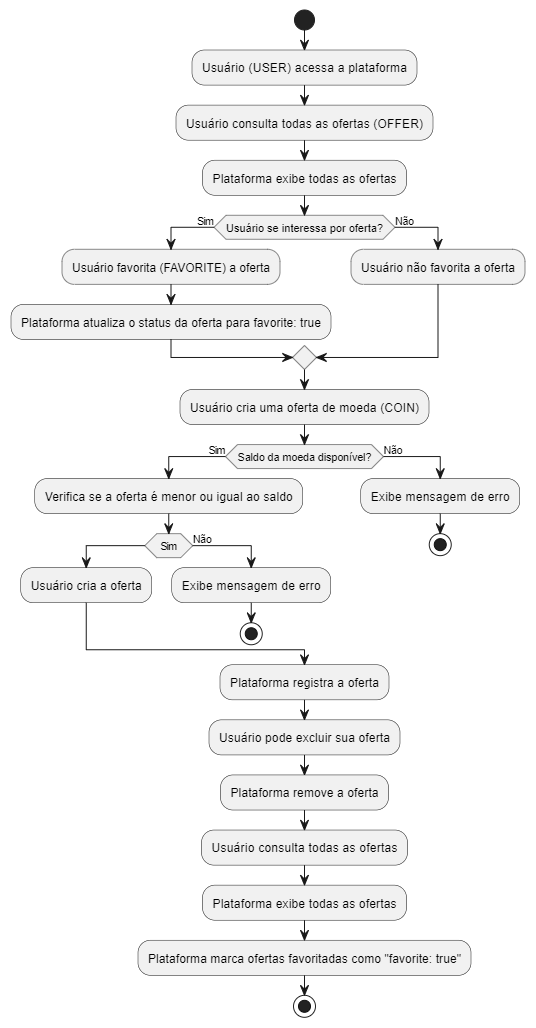 Usuário (USER) acessa a plataforma
Usuário consulta todas as ofertas (OFFER)
Plataforma exibe todas as ofertas
Sim
Usuário se interessa por oferta?
Não
Usuário favorita (FAVORITE) a oferta
Usuário não favorita a oferta
Plataforma atualiza o status da oferta para favorite: true
Usuário cria uma oferta de moeda (COIN)
Sim
Saldo da moeda disponível?
Não
Verifica se a oferta é menor ou igual ao saldo
Exibe mensagem de erro
Sim
Não
Usuário cria a oferta
Exibe mensagem de erro
Plataforma registra a oferta
Usuário pode excluir sua oferta
Plataforma remove a oferta
Usuário consulta todas as ofertas
Plataforma exibe todas as ofertas
Plataforma marca ofertas favoritadas como "favorite: true"